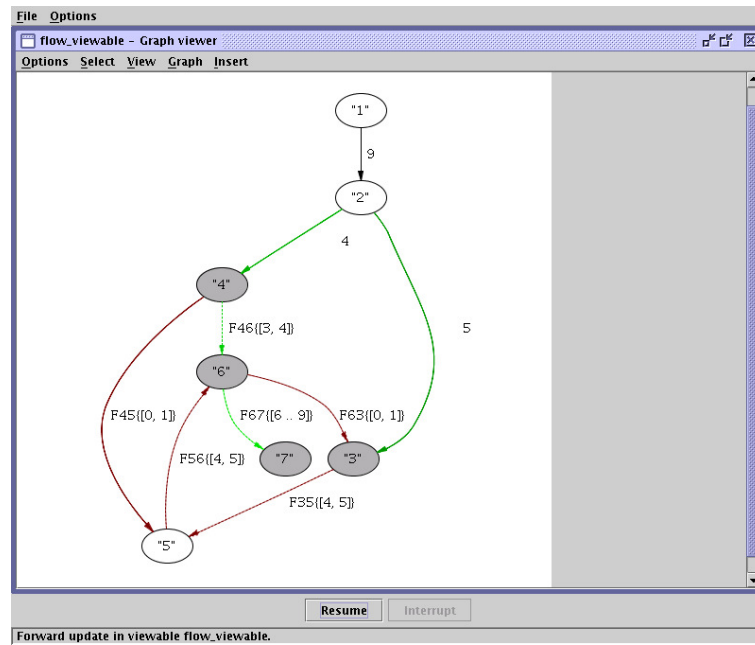 File Options
flow_viewable - Graph viewer
Options Select View Graph Insert
"1"
9
"2"
4
"4"
5
F46{[3, 4]}
"6"
F45{[0, 1]} F67{[6 .. 9]} F63{[0, 1]}
F56{[4, 5]} "7" "3"
F35{[4, 5]}
"5"
Resume Interrupt
Forward update in viewable flow_viewable.